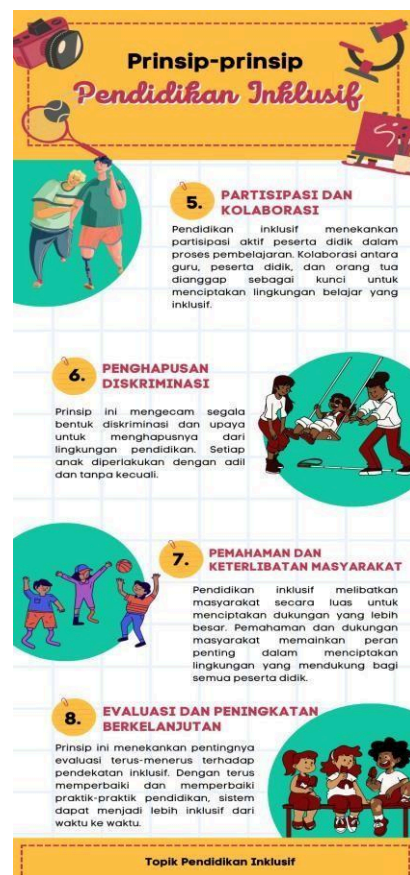 Prinsip-prinsip
Pendidikan Inklusif
5.
PARTISIPASI DAN
KOLABORASI
Pendidikan inklusif menekankan
partisipasi aktif peserta didik dalam
proses pembelajaran. Kolaborasi antara
guru, peserta didik, dan orang tua
dianggap sebagai kunci untuk
menciptakan lingkungan belajar yang
inklusif.
6.
PENGHAPUSAN
DISKRIMINASI
Prinsip ini mengecam segala
bentuk diskriminasi dan upaya
untuk menghapusnya dari
lingkungan pendidikan. Setiap
anak diperlakukan dengan adil
dan tanpa kecuali.
7.
PEMAHAMAN DAN
KETERLIBATAN MASYARAKAT
Pendidikan inklusif melibatkan
masyarakat secara luas untuk
menciptakan dukungan yang lebih
besar. Pemahaman dan dukungan
masyarakat memainkan peran
penting dalam menciptakan
lingkungan yang mendukung bagi
semua peserta didik.
8.
EVALUASI DAN PENINGKATAN
BERKELANJUTAN
Prinsip ini menekankan pentingnya
evaluasi terus-menerus terhadap
pendekatan inklusif. Dengan terus
memperbaiki dan memperbaiki
praktik-praktik pendidikan, sistem
dapat menjadi lebih inklusif dari
waktu ke waktu.
Topik Pendidikan Inklusif